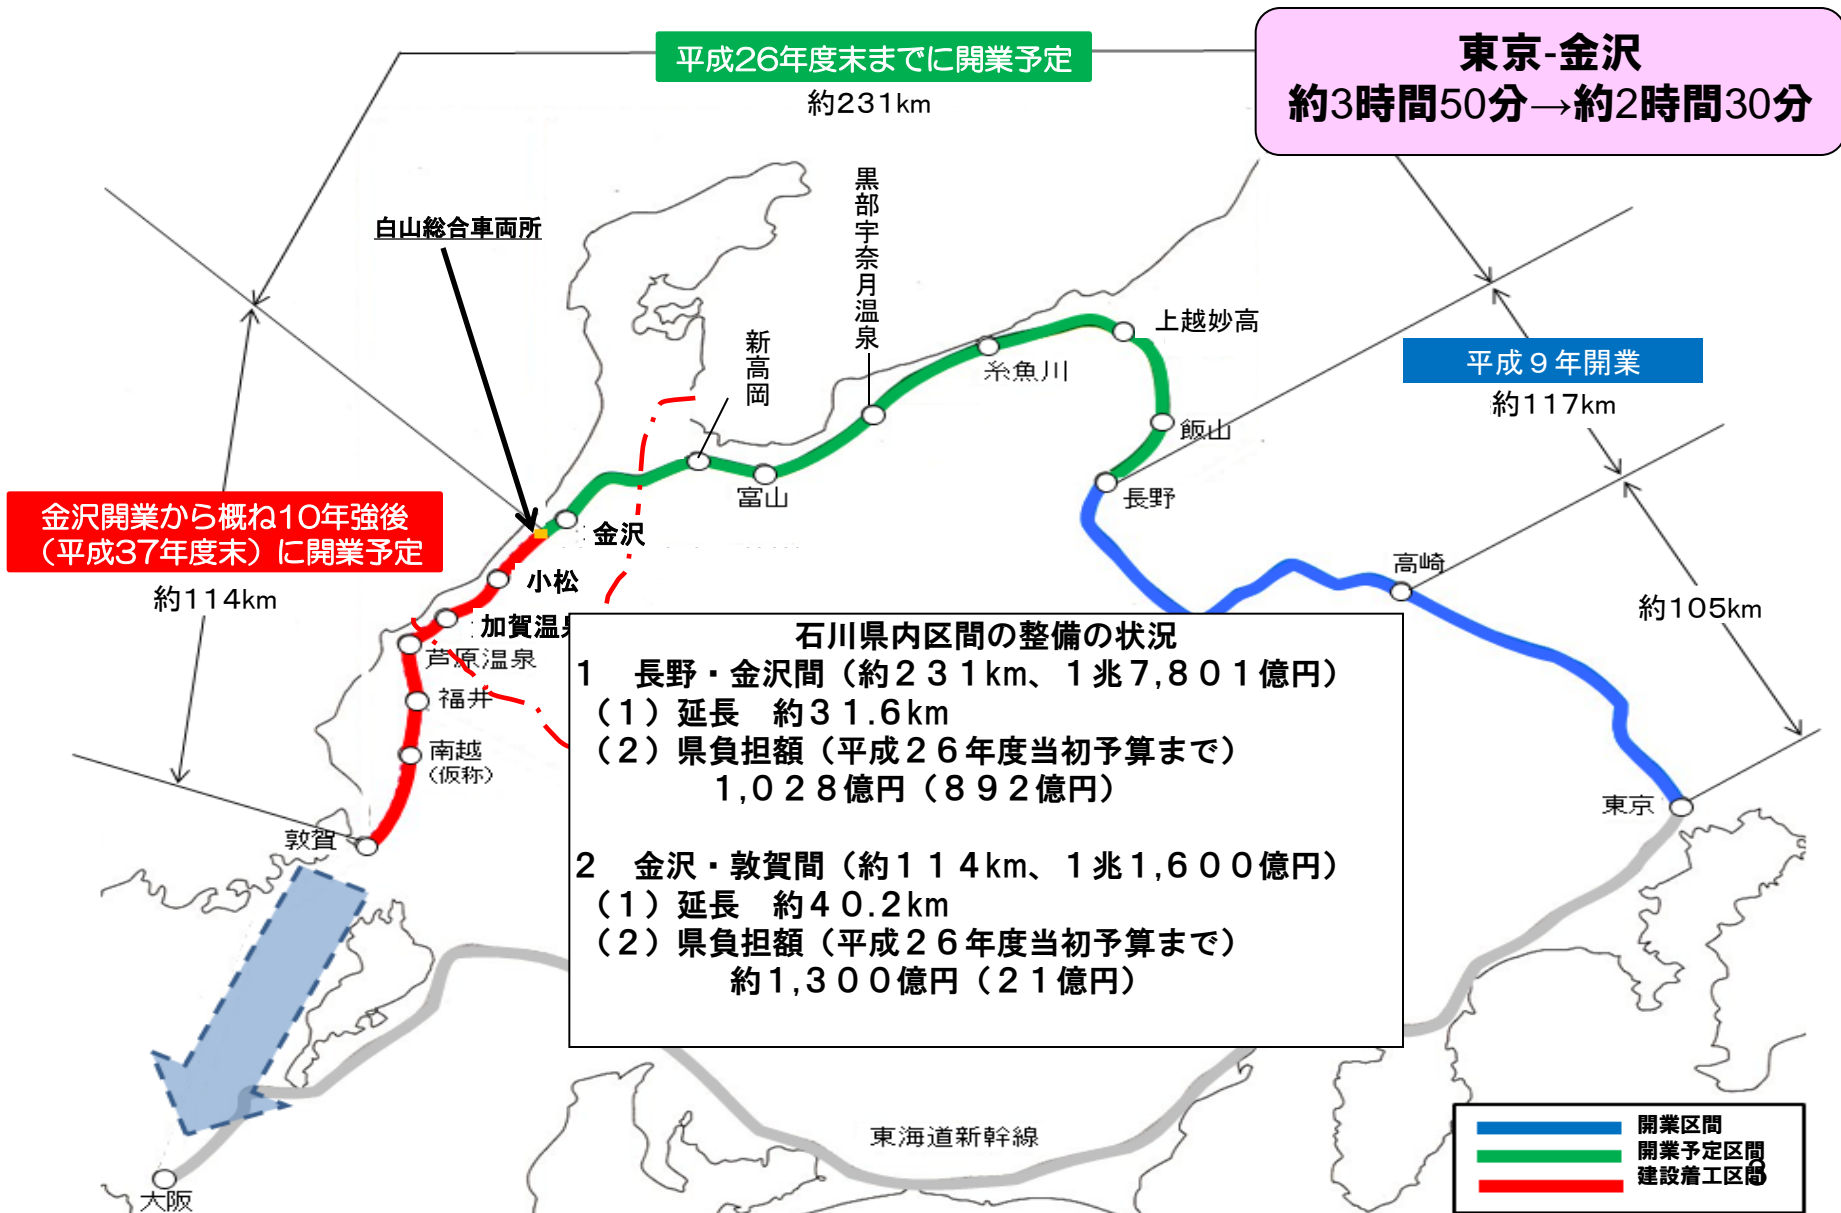 平成26年度末までに開業予定
約231km
東京-金沢
約3時間50分→約2時間30分
白山総合車両所
黒部宇奈月温泉
新高岡
上越妙高
糸魚川
平成９年開業
約117km
飯山
長野
富山
金沢
金沢開業から概ね10年強後
（平成37年度末）に開業予定
約114km
小松
高崎
約105km
加賀温
芦原温泉
福井
南越
（仮称）
敦賀
東京
石川県内区間の整備の状況
１　長野・金沢間（約２３１km、１兆７,８０１億円）
（１）延長　約３１.６km
（２）県負担額（平成２６年度当初予算まで）
１,０２８億円（８９２億円）
２　金沢・敦賀間（約１１４km、１兆１,６００億円）
（１）延長　約４０.２km
（２）県負担額（平成２６年度当初予算まで）
約１,３００億円（２１億円）
東海道新幹線
大阪
開業区間
開業予定区間
建設着工区間
3